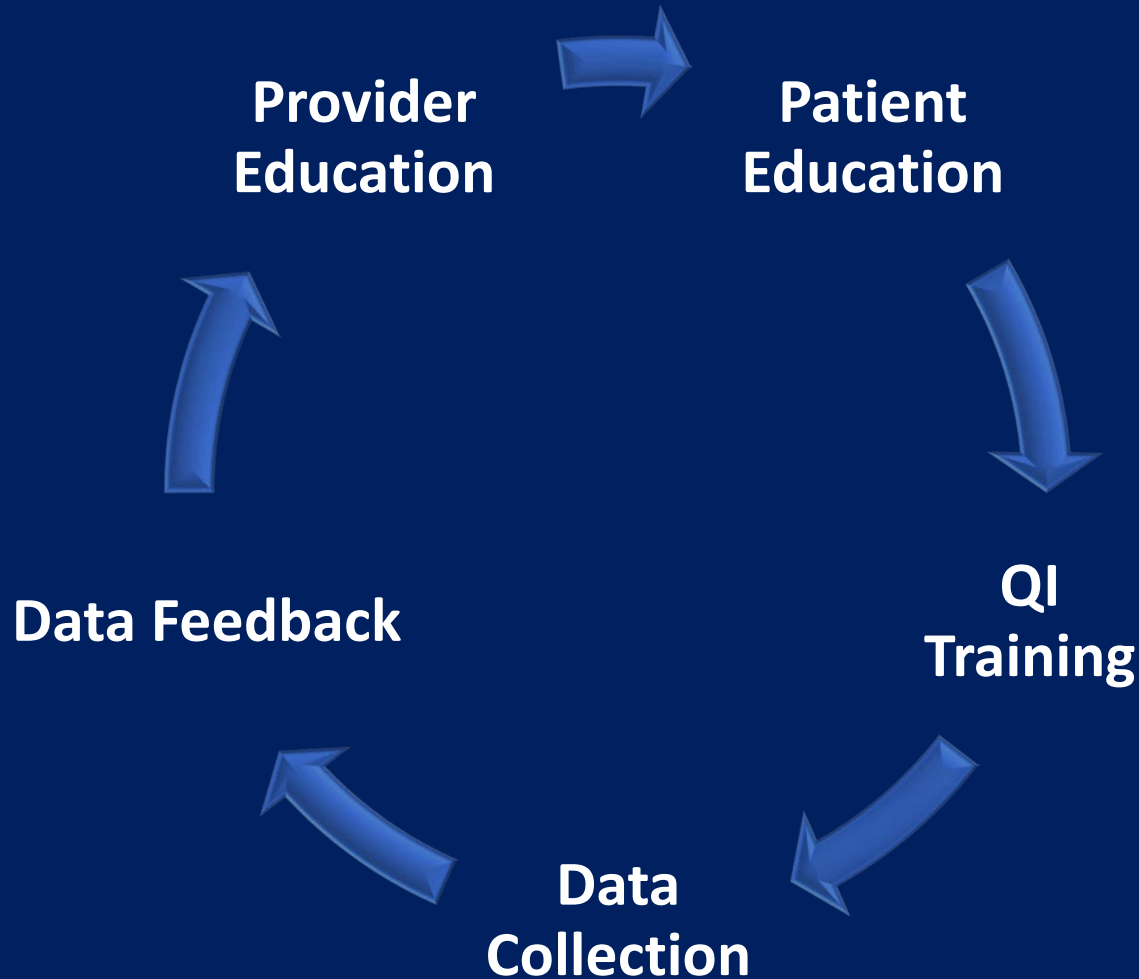 Provider
Education
Patient
Education
QI
Training
Data
Collection
Data Feedback